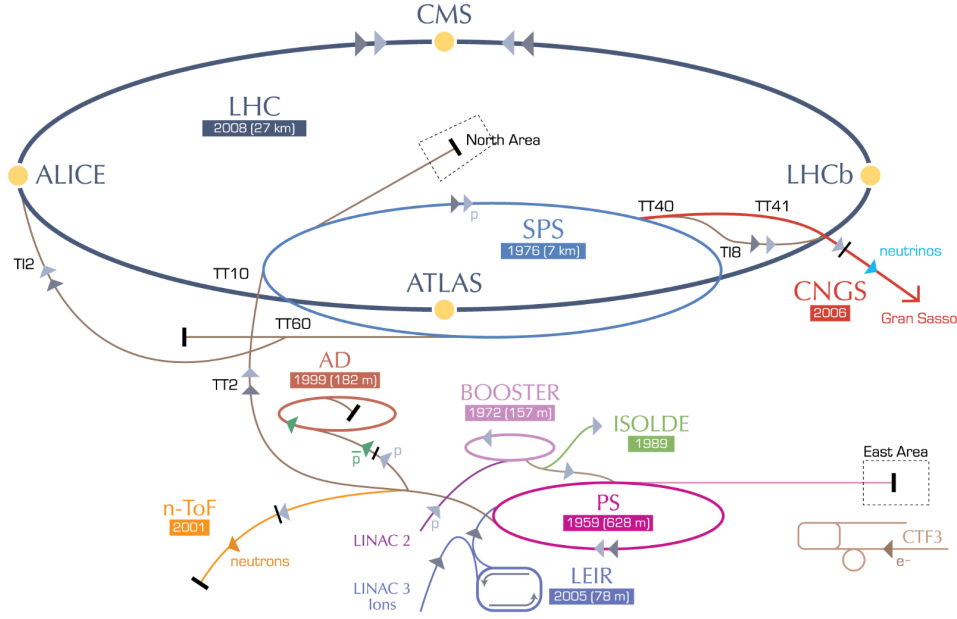 CMS
LHC
2008 (27 km)
North Area
ALICE
LHCb
TT40
TT41
p
SPS
1976 (7 km)
TI8
neutrinos
TI2
TT10
ATLAS
CNGS
2006
Gran Sasso
TT60
AD
1999 (182 m)
TT2
BOOSTER
1972 (157 m)
ISOLDE
1989
East Area
p̅
p
n-ToF
2001
neutrons
p
LINAC 2
PS
1959 (628 m)
CTF3
e-
LINAC 3
Ions
LEIR
2005 (78 m)